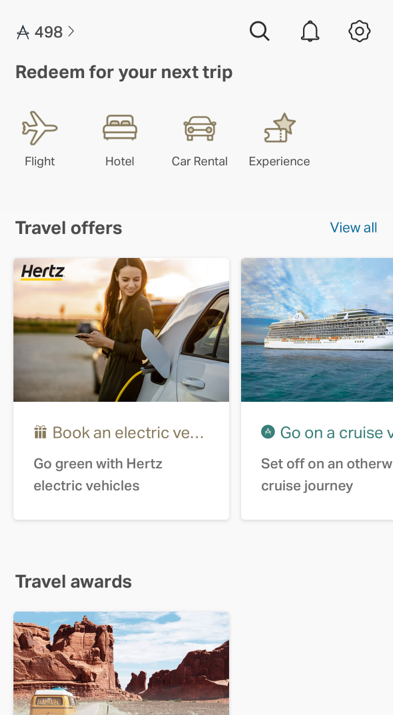 498
Redeem for your next trip
Flight
Hotel
Car Rental
Experience
Travel offers
View all
Hertz
Book an electric ve...
Go on a cruise v
Go green with Hertz
electric vehicles
Set off on an otherw
cruise journey
Travel awards